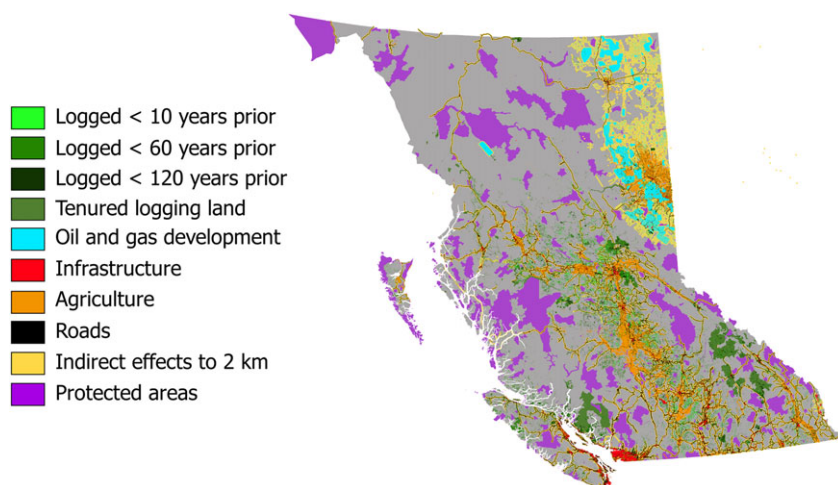 Logged < 10 years prior
Logged < 60 years prior
Logged < 120 years prior
Tenured logging land
Oil and gas development
Infrastructure
Agriculture
Roads
Indirect effects to 2 km
Protected areas